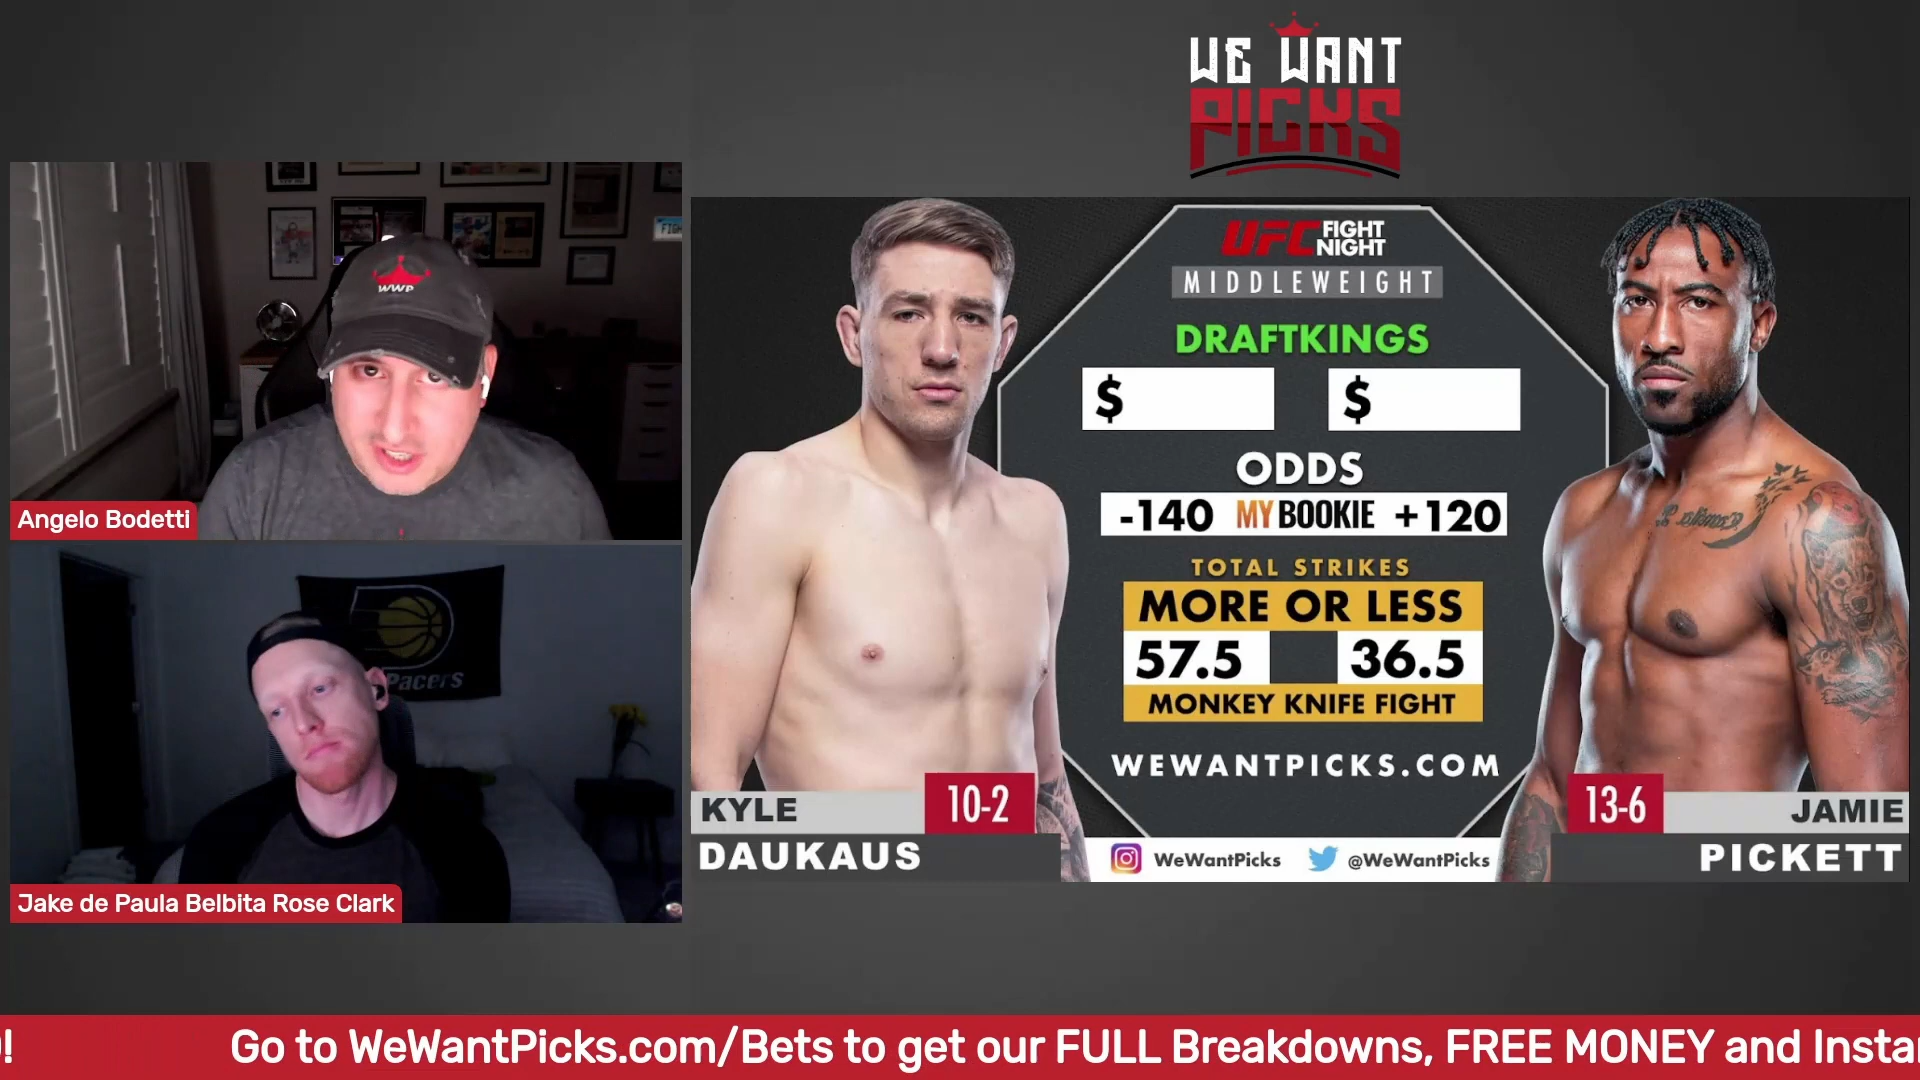 WE WANT
PICKS
FIGH
WWP
Angelo Bodetti
Pacers
Jake de Paula Belbita Rose Clark
UFC FIGHT NIGHT
MIDDLEWEIGHT
DRAFTKINGS
$ $
ODDS
-140 MYBOOKIE +120
TOTAL STRIKES
MORE OR LESS
57.5 36.5
MONKEY KNIFE FIGHT
WEWANTPICKS.COM
KYLE 10-2
DAUKAUS
13-6 JAMIE
PICKETT
WeWantPicks @WeWantPicks
! Go to WeWantPicks.com/Bets to get our FULL Breakdowns, FREE MONEY and Insta